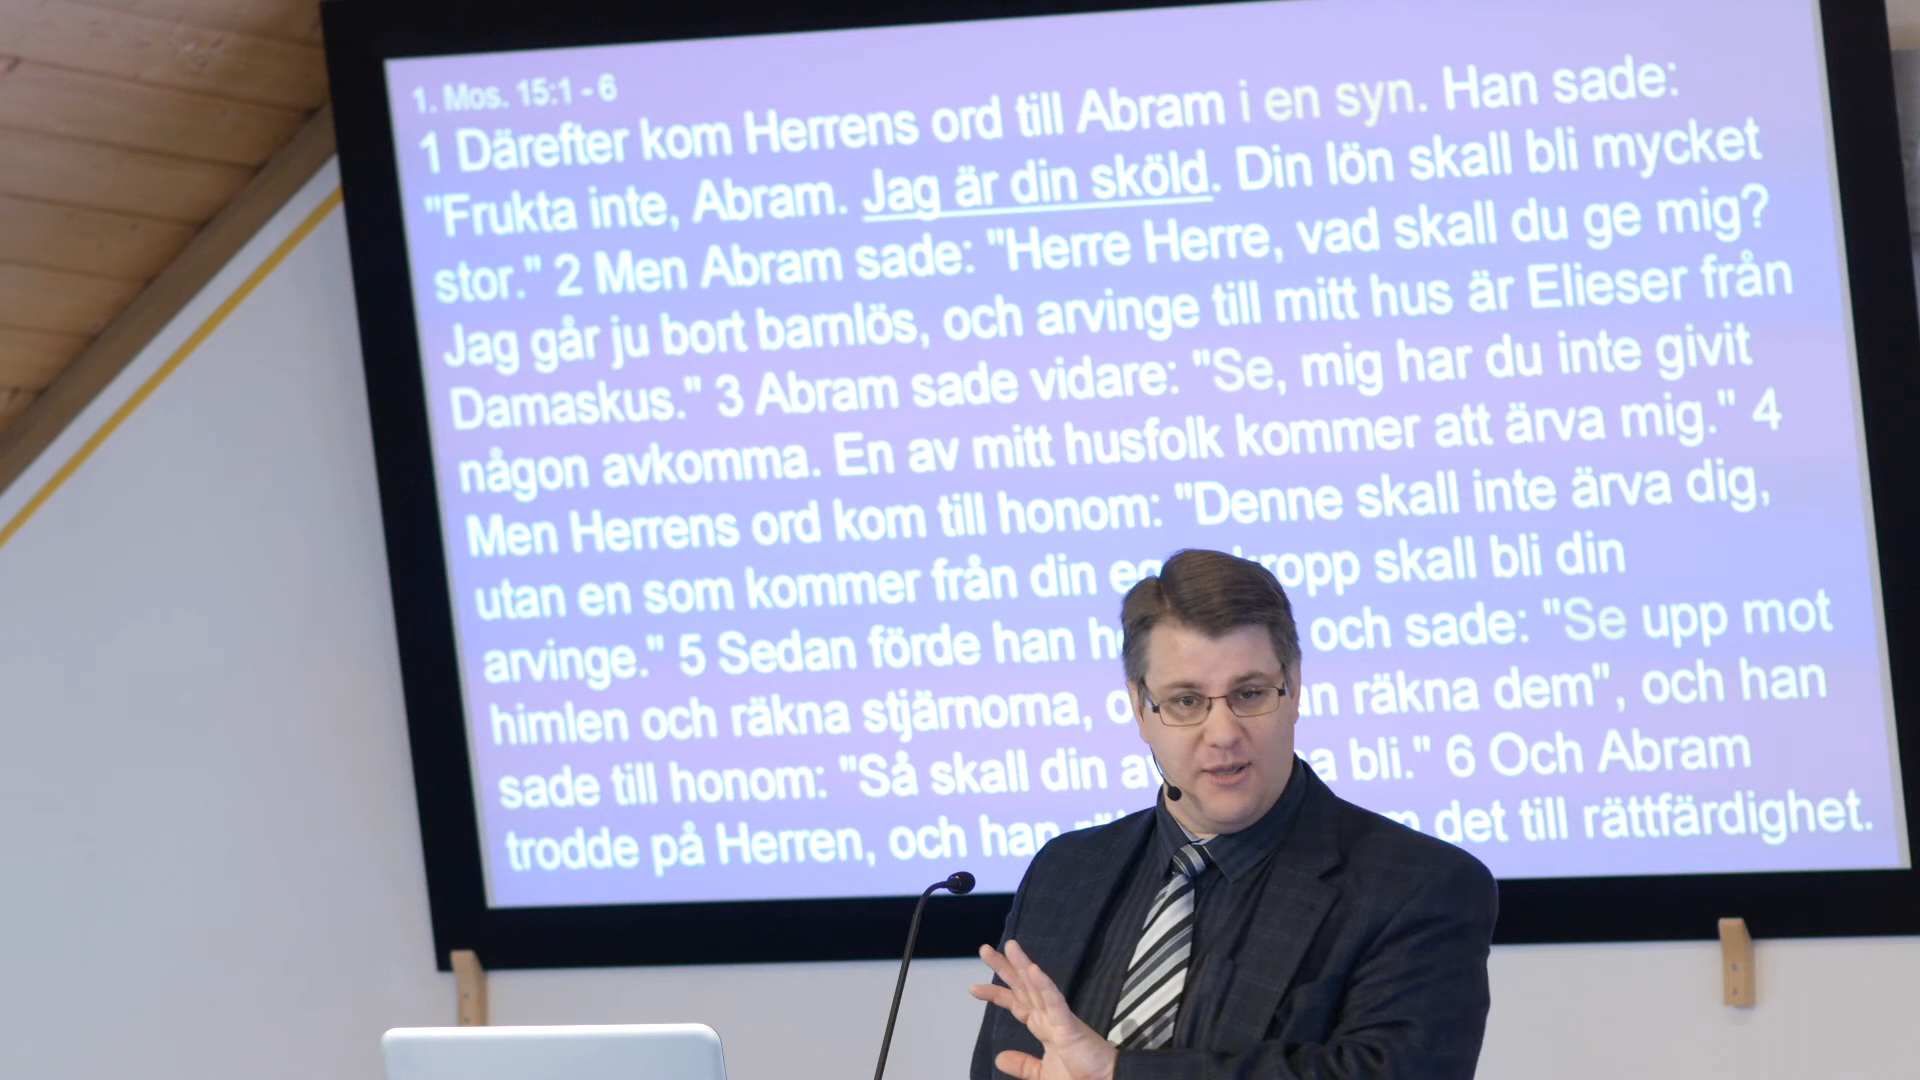 1. Mos. 15:1 - 6
1 Därefter kom Herrens ord till Abram i en syn. Han sade:
"Frukta inte, Abram. Jag är din sköld. Din lön skall bli mycket
stor." 2 Men Abram sade: "Herre Herre, vad skall du ge mig?
Jag går ju bort barnlös, och arvinge till mitt hus är Elieser från
Damaskus." 3 Abram sade vidare: "Se, mig har du inte givit
någon avkomma. En av mitt husfolk kommer att ärva mig." 4
Men Herrens ord kom till honom: "Denne skall inte ärva dig,
utan en som kommer från din skall bli din
arvinge." 5 Sedan förde han och sade: "Se upp mot
himlen och räkna stjärnorna, räkna dem", och han
sade till honom: "Så skall din bli." 6 Och Abram
trodde på Herren, och han det till rättfärdighet.